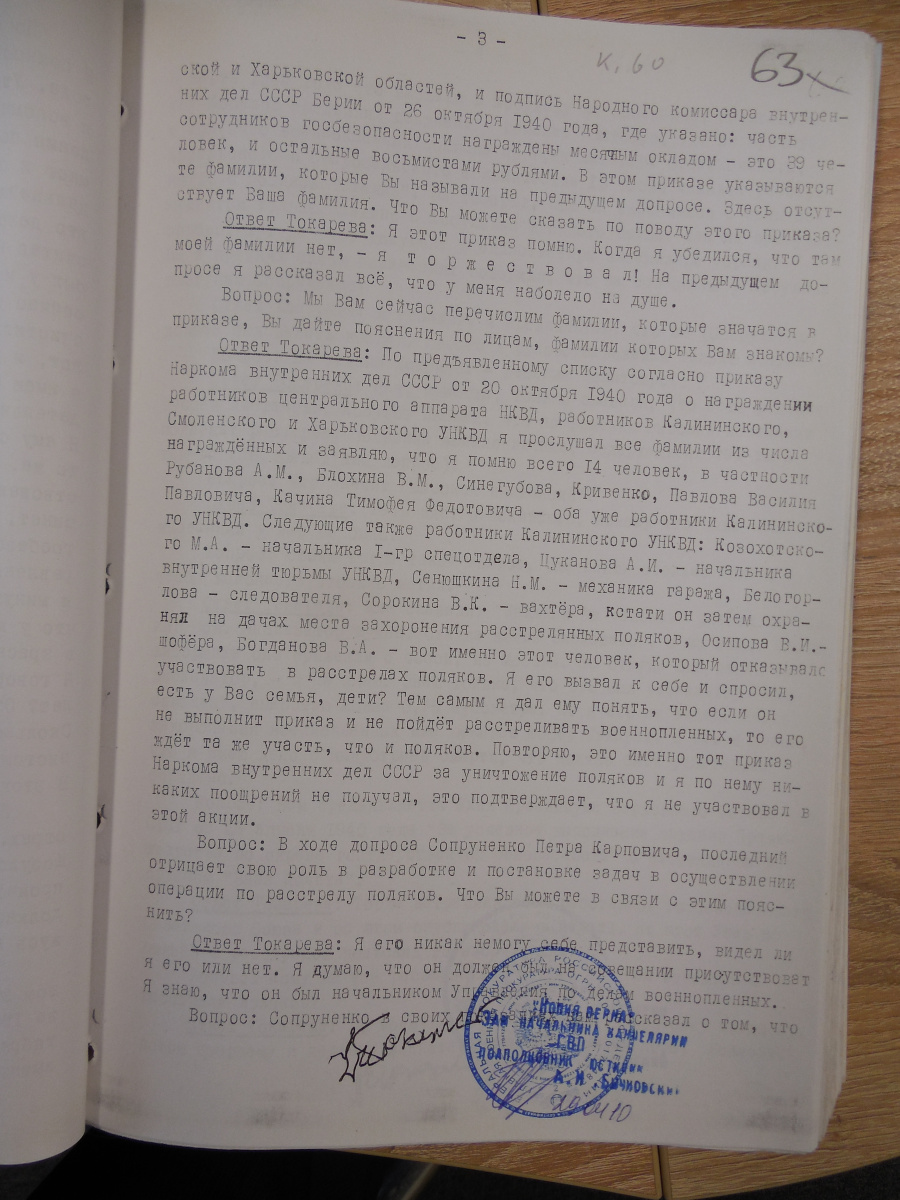 - 3 -
к. 60
63
ской и Харьковской областей, и подпись Народного комиссара внутрен-
них дел СССР Берии от 26 октября 1940 года, где указано: часть
сотрудников госбезопасности награждены месячным окладом - это 39 че-
ловек, и остальные восьмистами рублями. В этом приказе указываются
те фамилии, которые Вы называли на предыдущем допросе. Здесь отсут-
ствует Ваша фамилия. Что Вы можете сказать по поводу этого приказа?
Ответ Токарева: Я этот приказ помню. Когда я убедился, что там
моей фамилии нет, - я т о р ж е с т в о в а л! На предыдущем до-
просе я рассказал всё, что у меня наболело на душе.
Вопрос: Мы Вам сейчас перечислим фамилии, которые значатся в
приказе, Вы дайте пояснения по лицам, фамилии которых Вам знакомы?
Ответ Токарева: По предъявленному списку согласно приказу
Наркома внутренних дел СССР от 20 октября 1940 года о награждении
работников центрального аппарата НКВД, работников Калининского,
Смоленского и Харьковского УНКВД я прослушал все фамилии из числа
награждённых и заявляю, что я помню всего 14 человек, в частности
Рубанова А.М., Блохина В.М., Синегубова, Кривенко, Павлова Василия
Павловича, Качина Тимофея Федотовича - оба уже работники Калининско-
го УНКВД. Следующие также работники Калининского УНКВД: Козохотско-
го М.А. - начальника I-гр спецотдела, Цуканова А.И. - начальника
внутренней тюрьмы УНКВД, Сенюшкина Н.М. - механика гаража, Белогор-
лова - следователя, Сорокина В.К. - вахтёра, кстати он затем охра-
нял на дачах места захоронения расстрелянных поляков, Осипова В.И.-
шофёра, Богданова В.А. - вот именно этот человек, который отказывалс
участвовать в расстрелах поляков. Я его вызвал к себе и спросил,
есть у Вас семья, дети? Тем самым я дал ему понять, что если он
не выполнит приказ и не пойдёт расстреливать военнопленных, то его
ждёт та же участь, что и поляков. Повторяю, это именно тот приказ
Наркома внутренних дел СССР за уничтожение поляков и я по нему ни-
каких поощрений не получал, это подтверждает, что я не участвовал в
этой акции.
Вопрос: В ходе допроса Сопруненко Петра Карповича, последний
отрицает свою роль в разработке и постановке задач в осуществлении
операции по расстрелу поляков. Что Вы можете в связи с этим пояс-
нить?
Ответ Токарева: Я его никак немогу себе представить, видел ли
я его или нет. Я думаю, что он должен был на совещании присутствоват
Я знаю, что он был начальником Управления по делам военнопленных.
Вопрос: Сопруненко в своих рассказал о том, что
"КОПИЯ ВЕРНА"
ЗАМ НАЧАЛЬНИКА КАНЦЕЛЯРИИ
ГВП
ПОДПОЛКОВНИК ЮСТИЦИИ